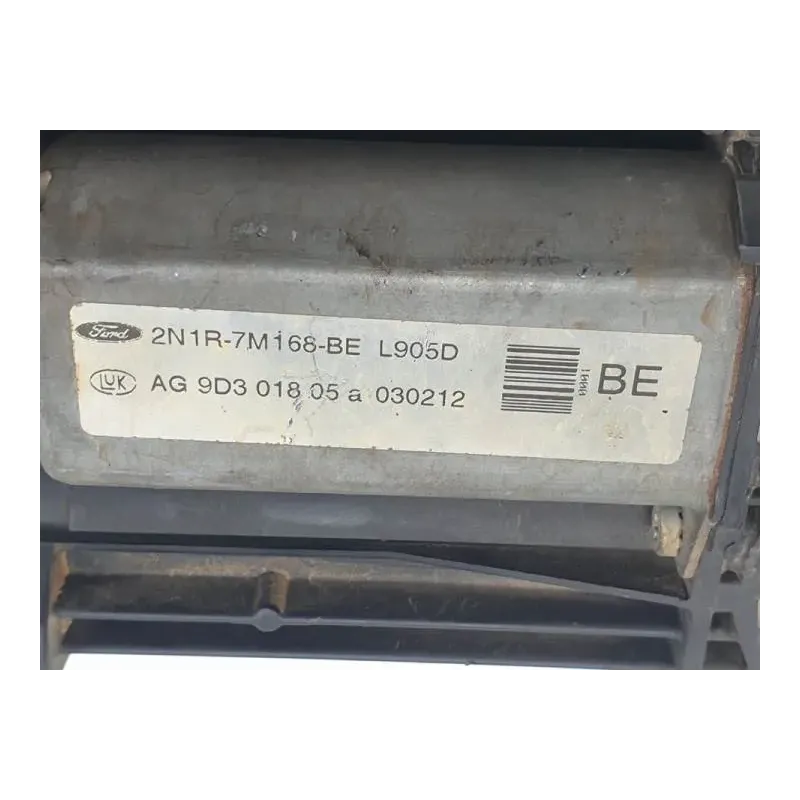 Ford 2N1R-7M168-BE L905D
LUK AG 9D3 018 05 a 030212
BE